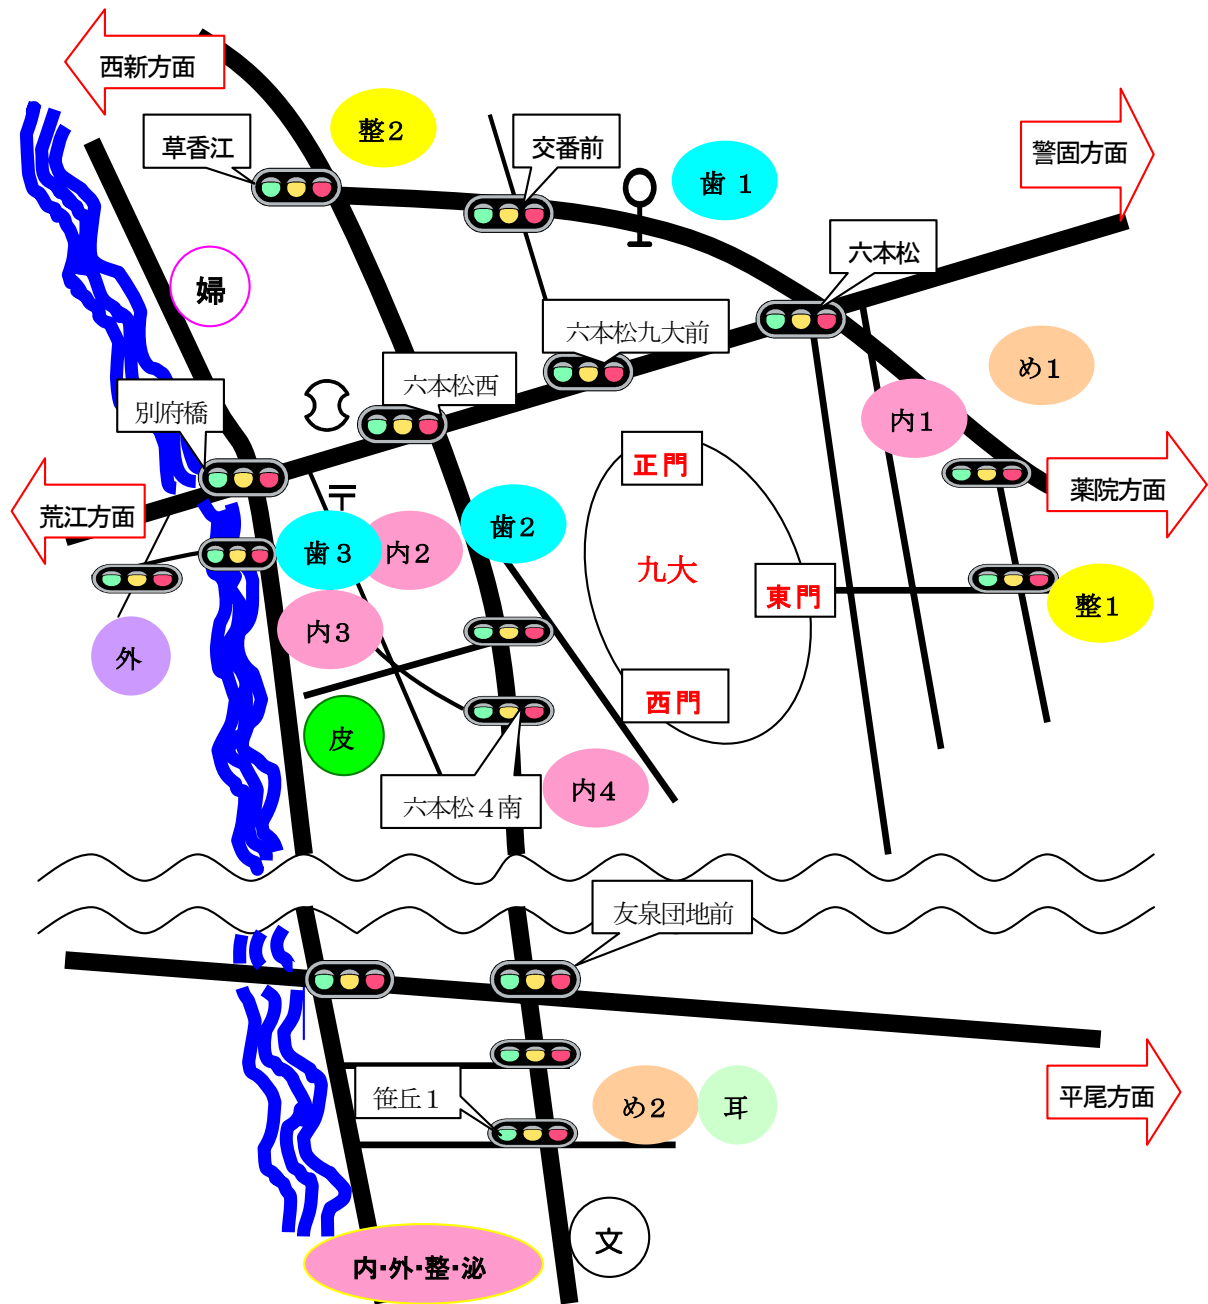 西新方面
整２
草香江
交番前
歯１
警固方面
六本松
婦
六本松九大前
め１
六本松西
別府橋
内１
正門
薬院方面
荒江方面
〒
歯２
歯３
内２
九大
東門
整１
内３
外
西門
皮
内４
六本松４南
友泉団地前
笹丘１
め２
耳
平尾方面
文
内・外・整・泌